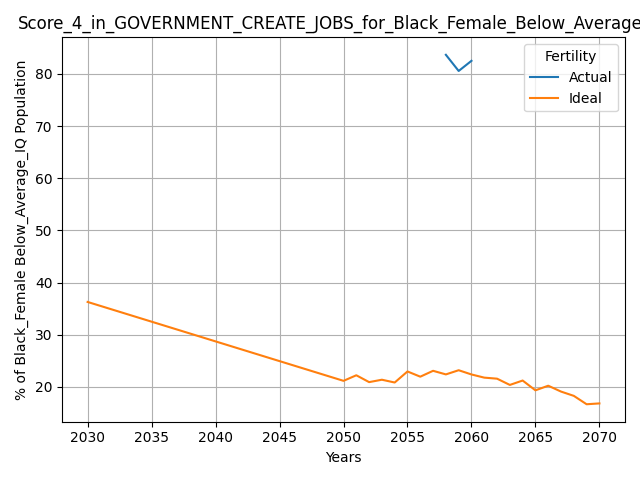 Score_4_in_GOVERNMENT_CREATE_JOBS_for_Black_Female_Below_Average
% of Black_Female Below_Average_IQ Population
80
70
60
50
40
30
20
Fertility
Actual
Ideal
2030 2035 2040 2045 2050 2055 2060 2065 2070
Years